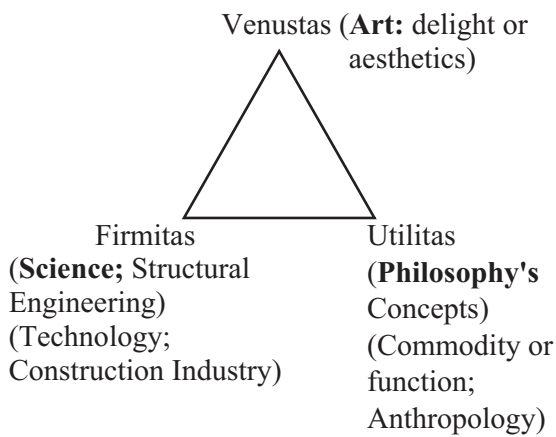 Venustas (Art: delight or
aesthetics)
Firmitas
(Science; Structural
Engineering)
(Technology;
Construction Industry)
Utilitas
(Philosophy's
Concepts)
(Commodity or
function;
Anthropology)